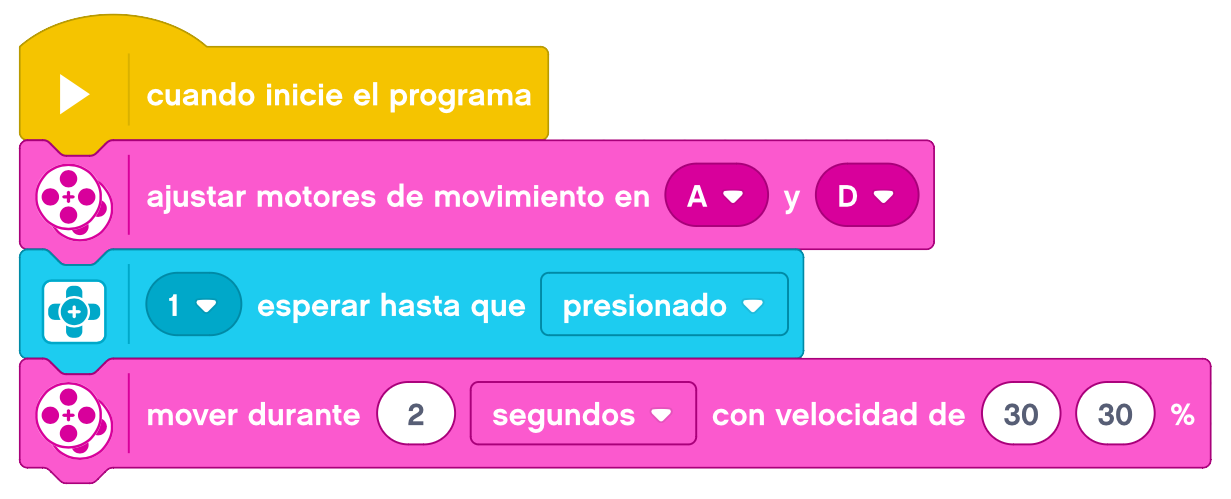 cuando inicie el programa
ajustar motores de movimiento en A y D
1 esperar hasta que presionado
mover durante 2 segundos con velocidad de 30 30 %